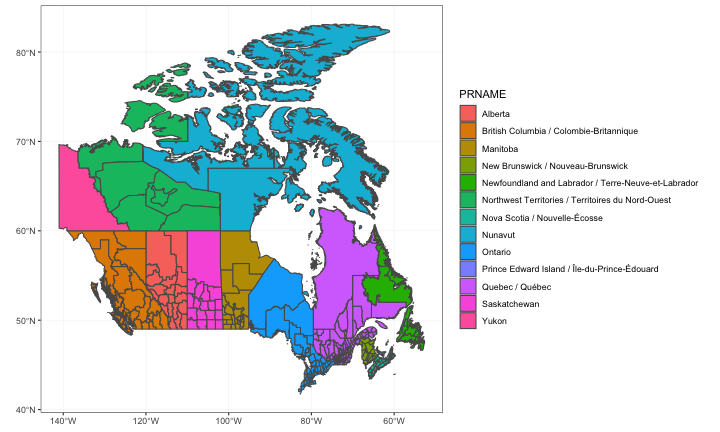 80°N
70°N
60°N
50°N
40°N
140°W
120°W
100°W
80°W
60°W
PRNAME
Alberta
British Columbia / Colombie-Britannique
Manitoba
New Brunswick / Nouveau-Brunswick
Newfoundland and Labrador / Terre-Neuve-et-Labrador
Northwest Territories / Territoires du Nord-Ouest
Nova Scotia / Nouvelle-Écosse
Nunavut
Ontario
Prince Edward Island / Île-du-Prince-Édouard
Quebec / Québec
Saskatchewan
Yukon